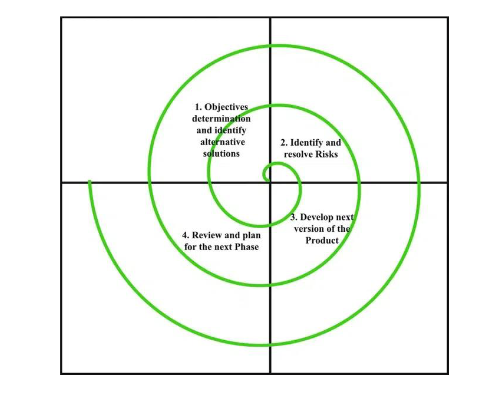 1. Objectives
determination
and identify
alternative
solutions
2. Identify and
resolve Risks
3. Develop next
version of the
Product
4. Review and plan
for the next Phase